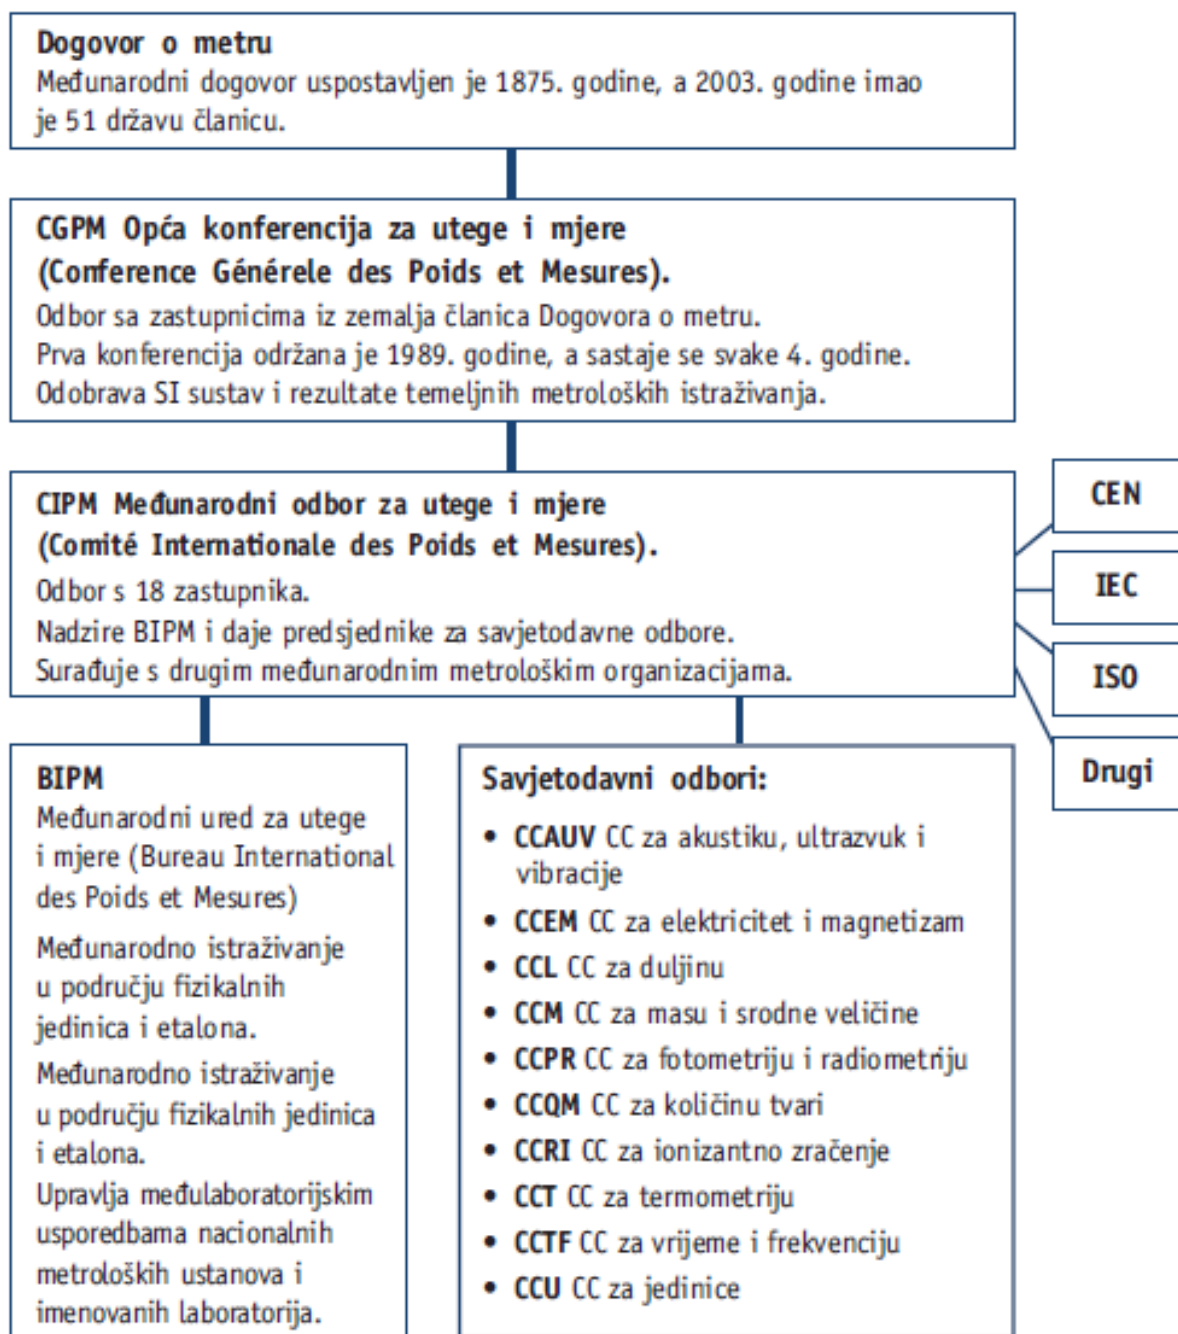 Dogovor o metru
Međunarodni dogovor uspostavljen je 1875. godine, a 2003. godine imao
je 51 državu članicu.
CGPM Opća konferencija za utege i mjere
(Conference Générele des Poids et Mesures).
Odbor sa zastupnicima iz zemalja članica Dogovora o metru.
Prva konferencija održana je 1989. godine, a sastaje se svake 4. godine.
Odobrava SI sustav i rezultate temeljnih metroloških istraživanja.
CIPM Međunarodni odbor za utege i mjere
(Comité Internationale des Poids et Mesures).
Odbor s 18 zastupnika.
Nadzire BIPM i daje predsjednike za savjetodavne odbore.
Surađuje s drugim međunarodnim metrološkim organizacijama.
CEN
IEC
ISO
Drugi
BIPM
Međunarodni ured za utege
i mjere (Bureau International
des Poids et Mesures)
Međunarodno istraživanje
u području fizikalnih
jedinica i etalona.
Međunarodno istraživanje
u području fizikalnih jedinica
i etalona.
Upravlja međulaboratorijskim
usporedbama nacionalnih
metroloških ustanova i
imenovanih laboratorija.
Savjetodavni odbori:
• CCAUV CC za akustiku, ultrazvuk i
vibracije
• CCEM CC za elektricitet i magnetizam
• CCL CC za duljinu
• CCM CC za masu i srodne veličine
• CCPR CC za fotometriju i radiometriju
• CCQM CC za količinu tvari
• CCRI CC za ionizantno zračenje
• CCT CC za termometriju
• CCTF CC za vrijeme i frekvenciju
• CCU CC za jedinice